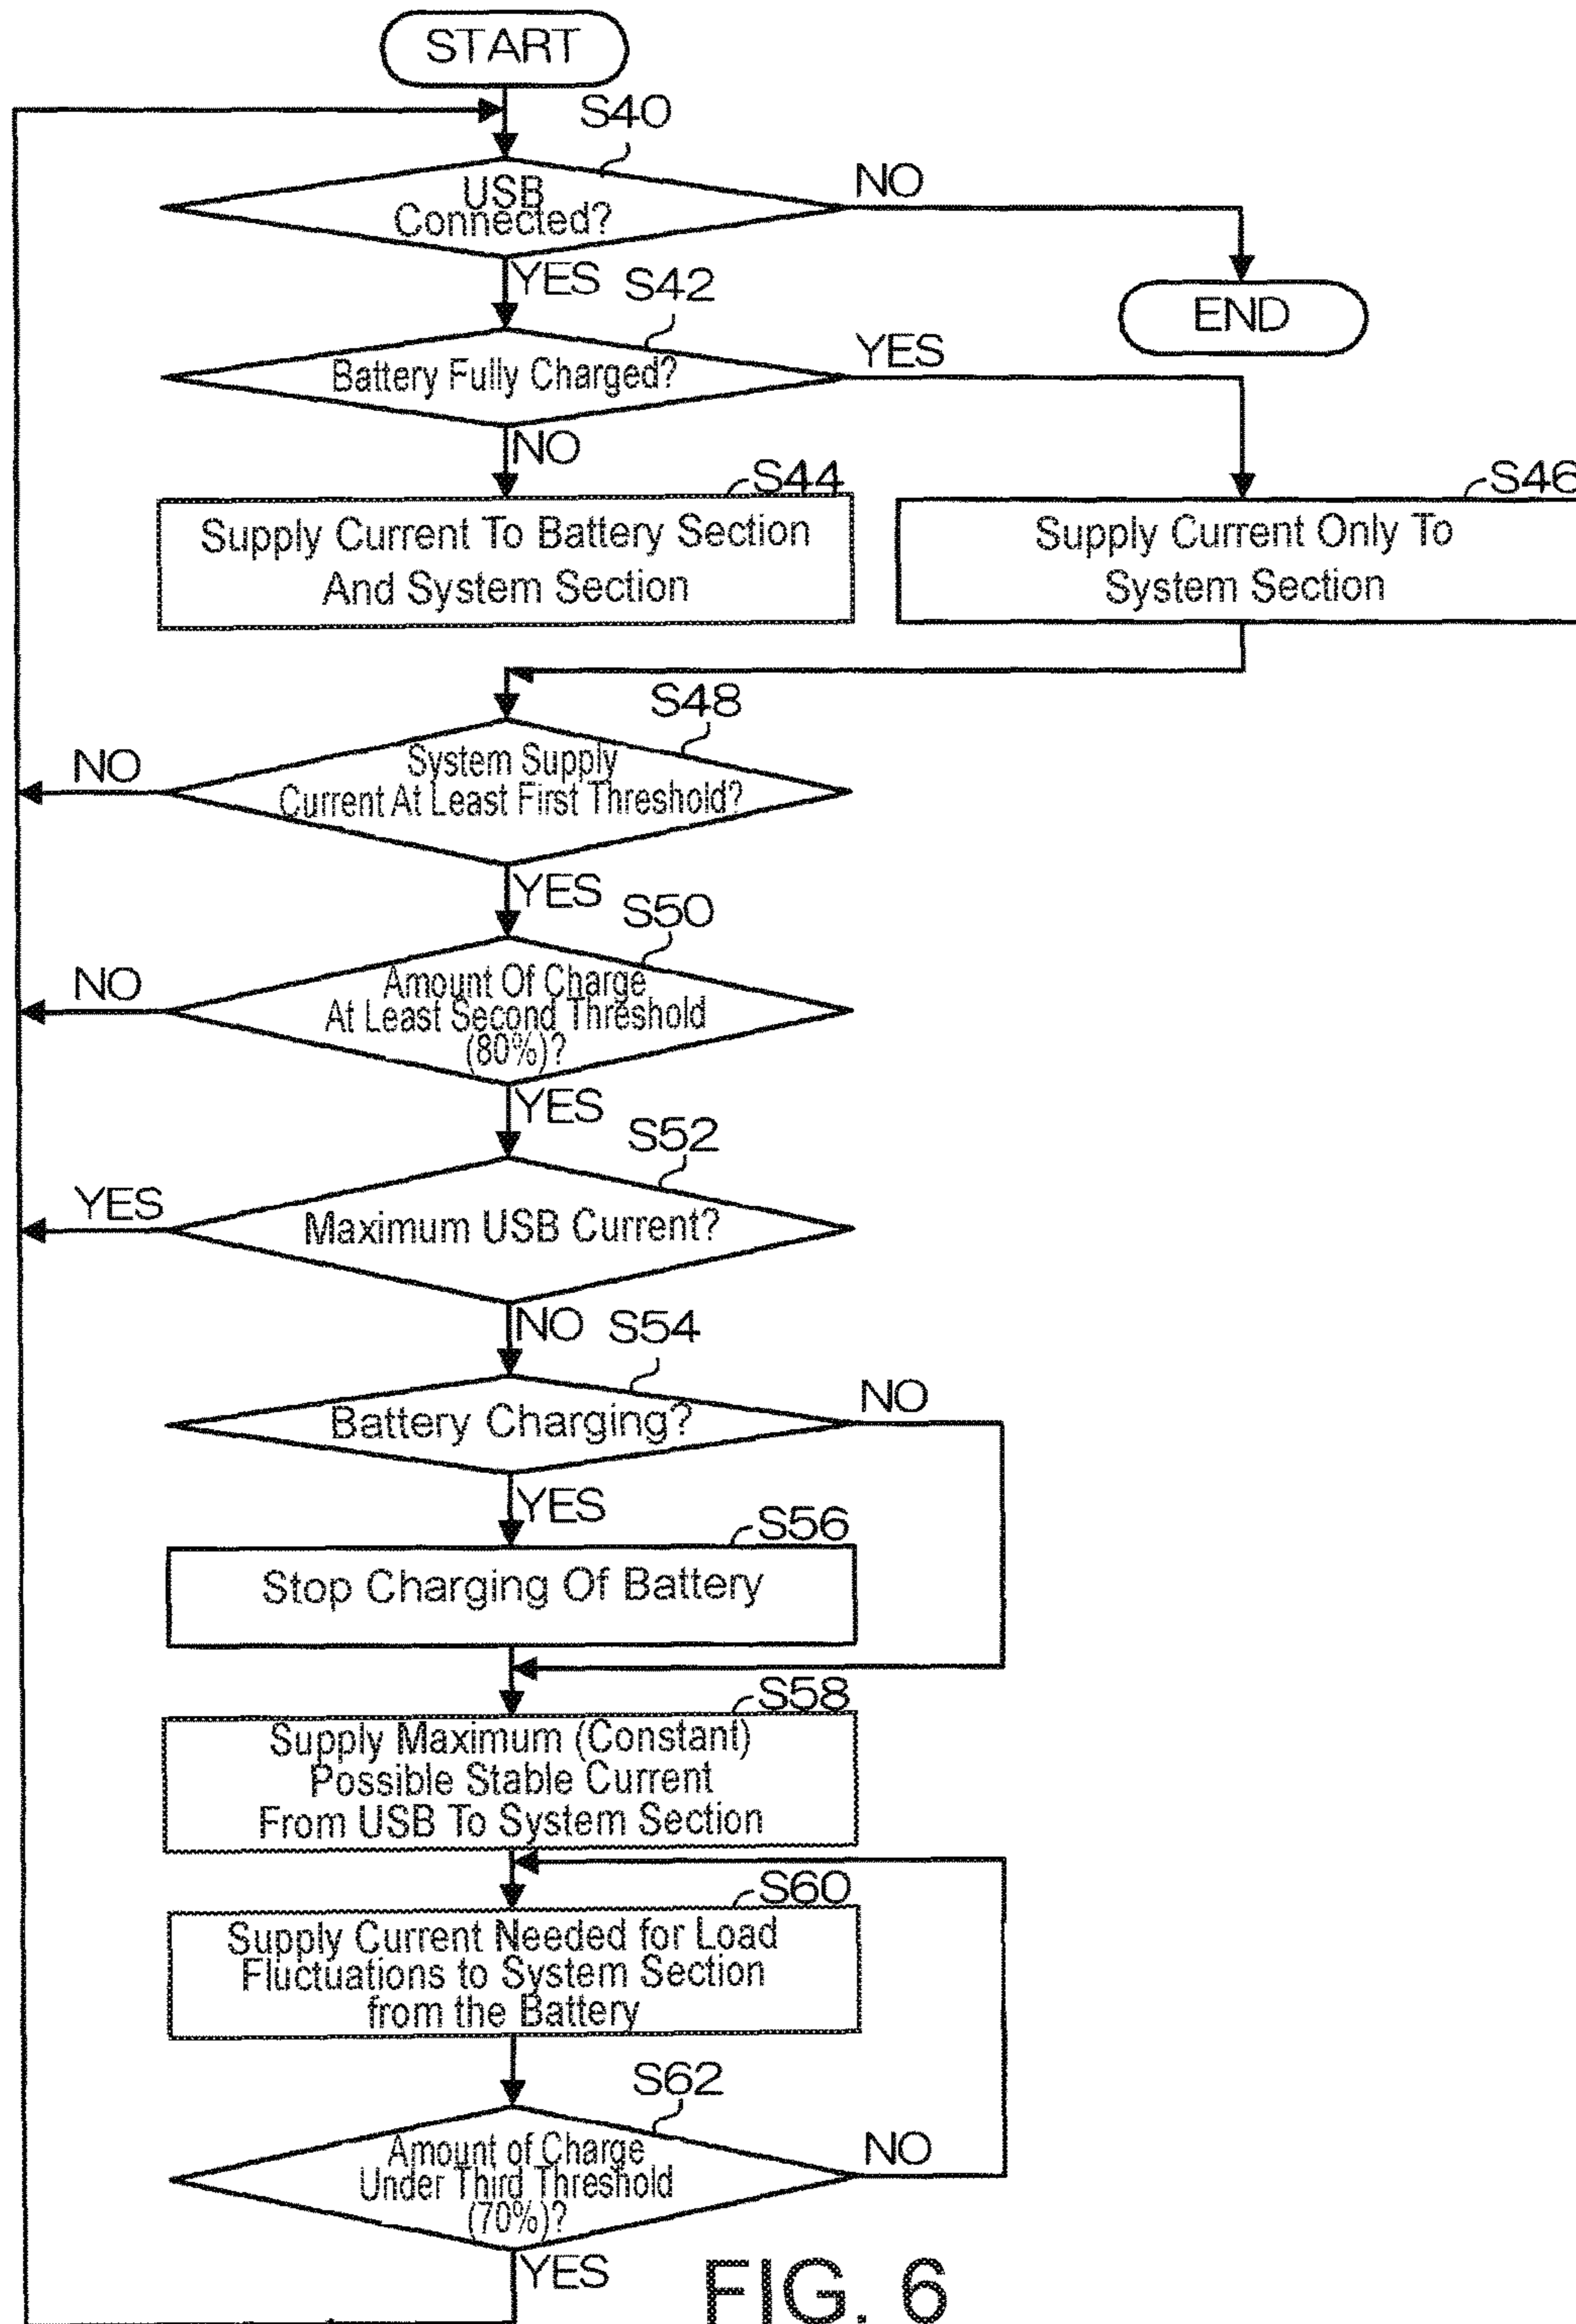 START
S40
USB
Connected?
NO
YES
END
S42
Battery Fully Charged?
YES
NO
S44
Supply Current To Battery Section
And System Section
S46
Supply Current Only To
System Section
S48
System Supply
Current At Least First Threshold?
NO
YES
S50
Amount Of Charge
At Least Second Threshold
(80%)?
NO
YES
S52
Maximum USB Current?
YES
NO
S54
Battery Charging?
NO
YES
S56
Stop Charging Of Battery
S58
Supply Maximum (Constant)
Possible Stable Current
From USB To System Section
S60
Supply Current Needed for Load
Fluctuations to System Section
from the Battery
S62
Amount of Charge
Under Third Threshold
(70%)?
NO
YES
FIG. 6